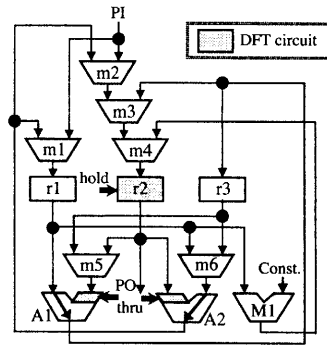 PI
DFT circuit
m2
m3
m1
m4
hold
r1
r2
r3
m5
m6
PO
Const.
thru
A1
A2
M1